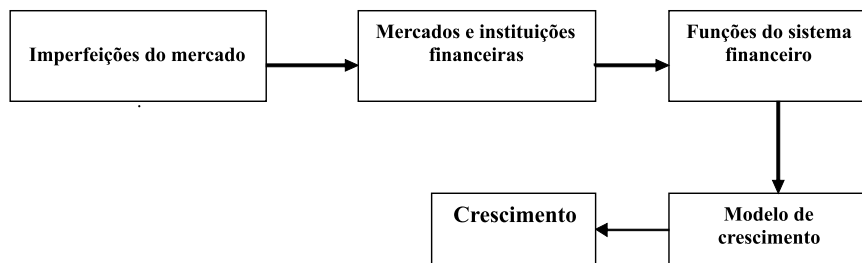 Imperfeições do mercado
Mercados e instituições
financeiras
Funções do sistema
financeiro
Modelo de
crescimento
Crescimento